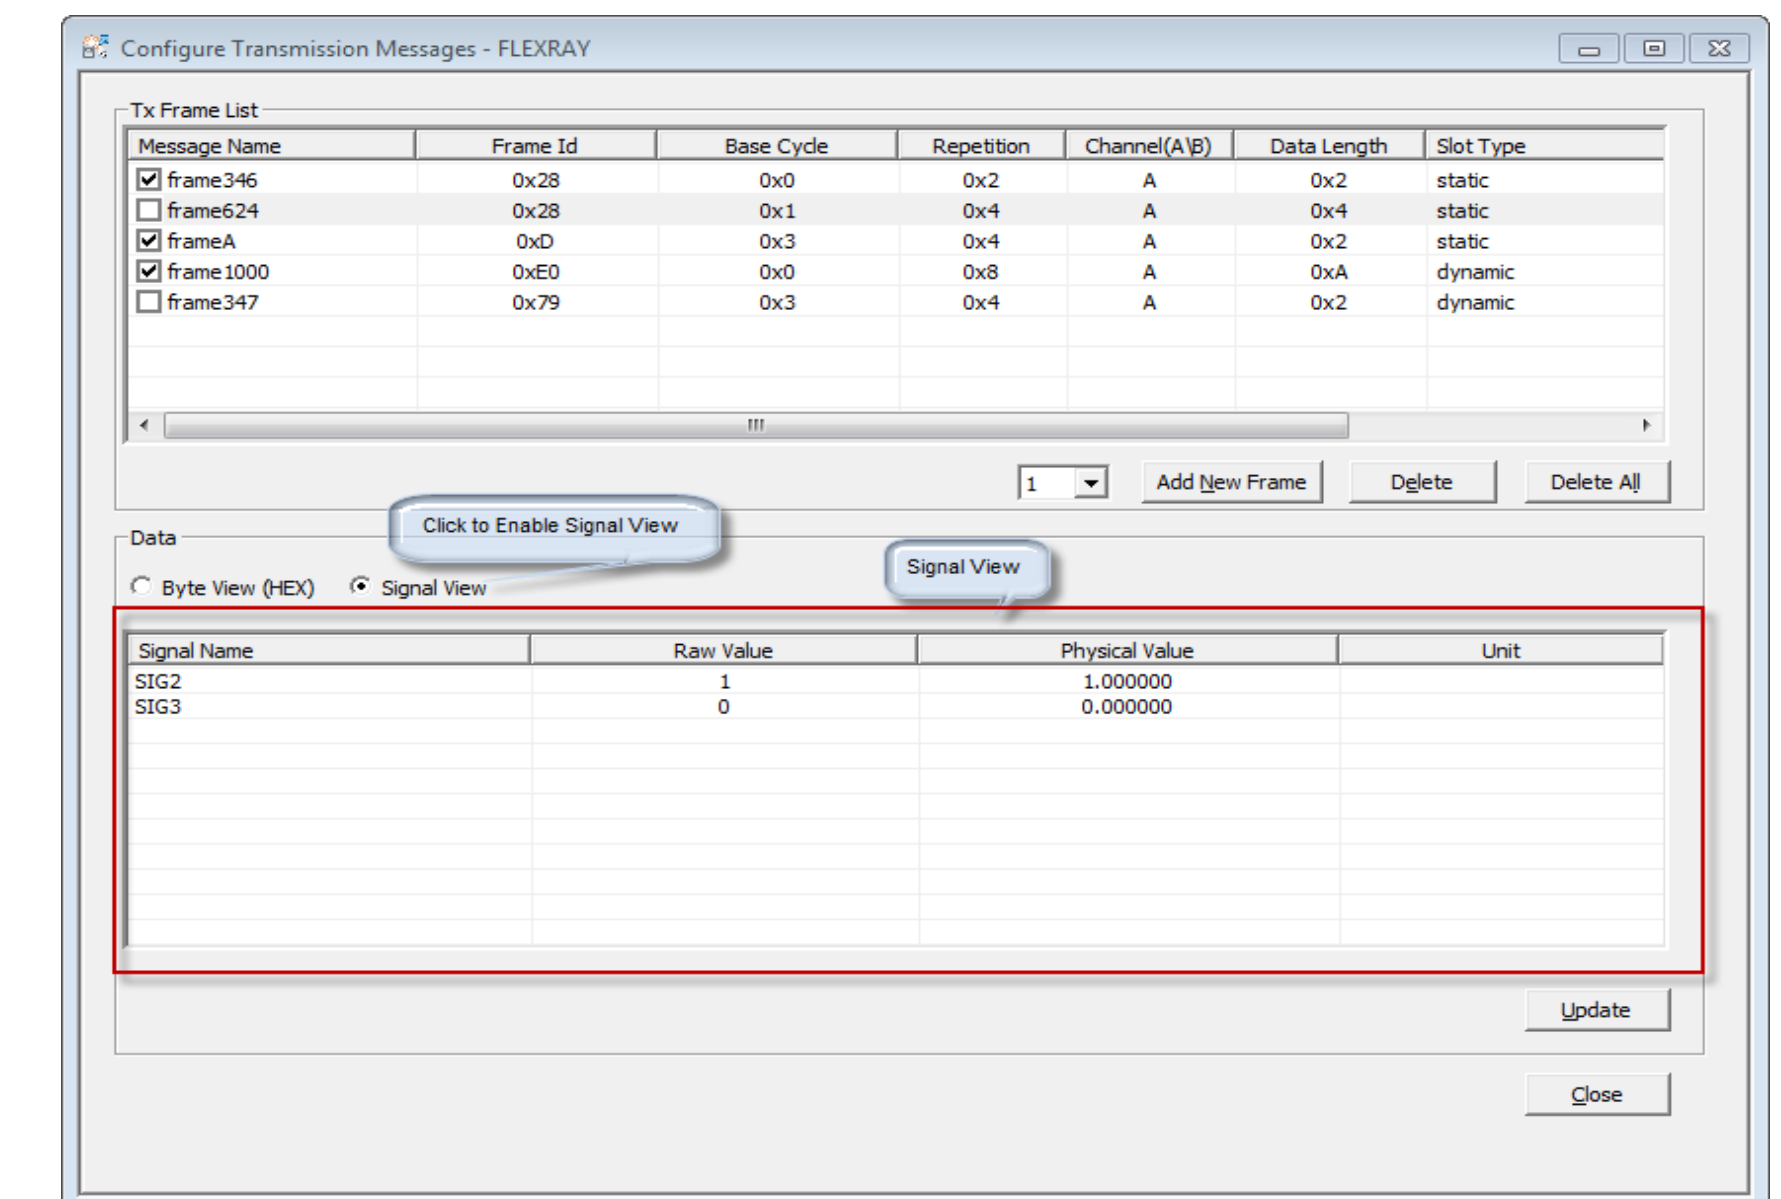 Configure Transmission Messages - FLEXRAY
Tx Frame List
Message Name Frame Id Base Cycle Repetition Channel(A\B) Data Length Slot Type
frame346 0x28 0x0 0x2 A 0x2 static
frame624 0x28 0x1 0x4 A 0x4 static
frameA 0xD 0x3 0x4 A 0x2 static
frame1000 0xE0 0x0 0x8 A 0xA dynamic
frame347 0x79 0x3 0x4 A 0x2 dynamic
1 Add New Frame Delete Delete All
Click to Enable Signal View
Data
Signal View
Byte View (HEX) Signal View
Signal Name Raw Value Physical Value Unit
SIG2 1 1.000000
SIG3 0 0.000000
Update
Close